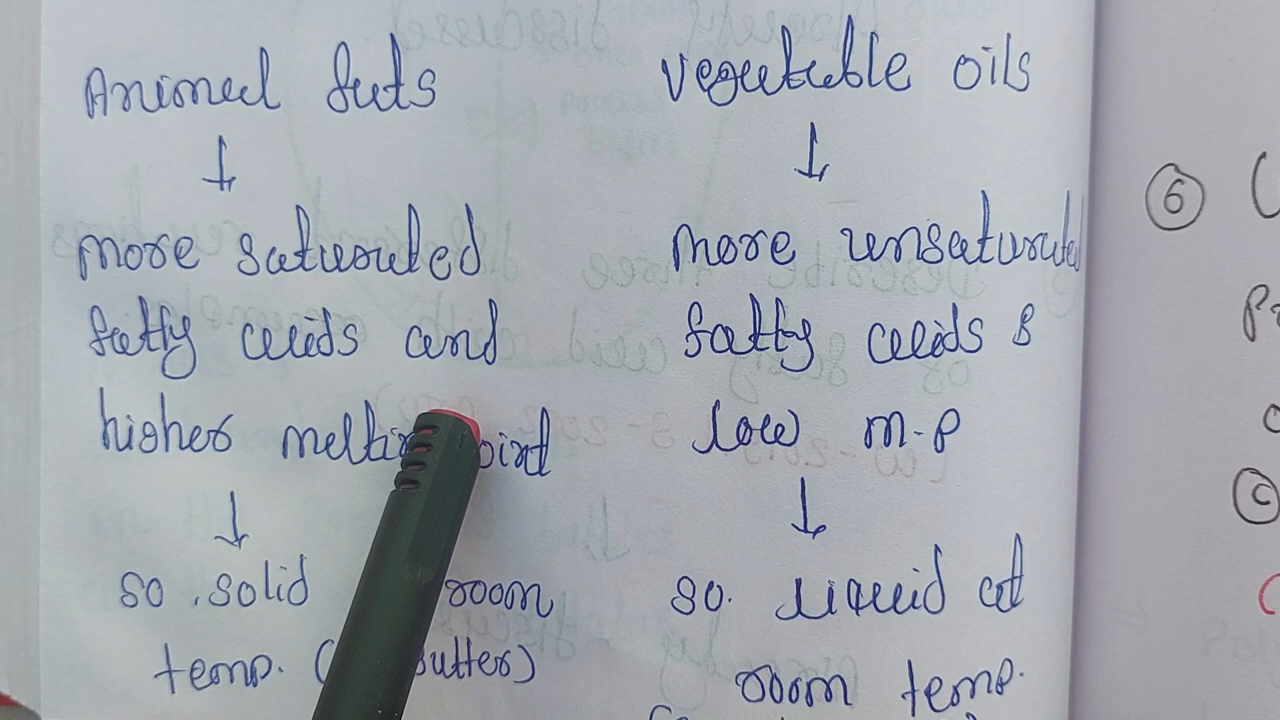 Animal fats
↓
more saturated
fatty acids and
higher melting point
↓
so, solid room
temp. ( butter)
vegetable oils
↓
more unsaturated
fatty acids &
low m.p
↓
so. liquid at
room temp.
6
C